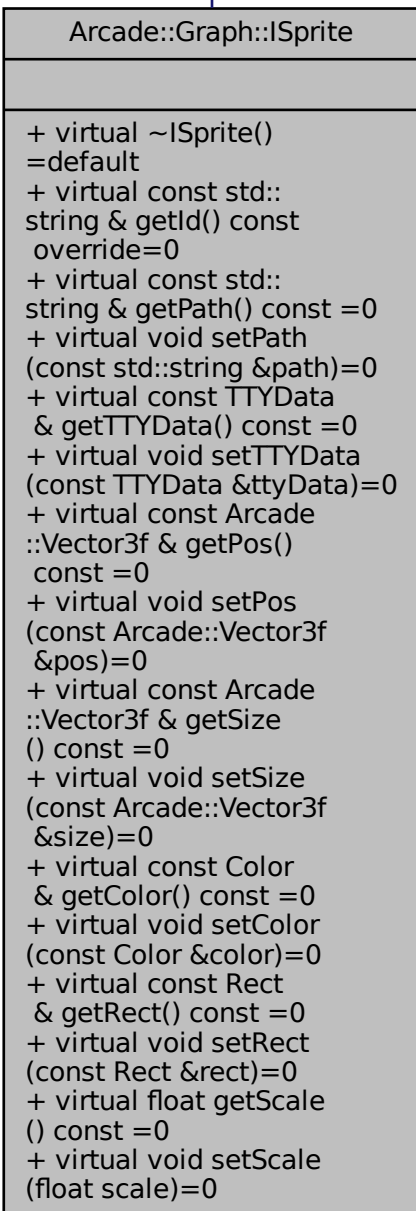 Arcade::Graph::ISprite
+ virtual ~ISprite()
=default
+ virtual const std::
string & getId() const
override=0
+ virtual const std::
string & getPath() const =0
+ virtual void setPath
(const std::string &path)=0
+ virtual const TTYData
& getTTYData() const =0
+ virtual void setTTYData
(const TTYData &ttyData)=0
+ virtual const Arcade
::Vector3f & getPos()
const =0
+ virtual void setPos
(const Arcade::Vector3f
&pos)=0
+ virtual const Arcade
::Vector3f & getSize
() const =0
+ virtual void setSize
(const Arcade::Vector3f
&size)=0
+ virtual const Color
& getColor() const =0
+ virtual void setColor
(const Color &color)=0
+ virtual const Rect
& getRect() const =0
+ virtual void setRect
(const Rect &rect)=0
+ virtual float getScale
() const =0
+ virtual void setScale
(float scale)=0